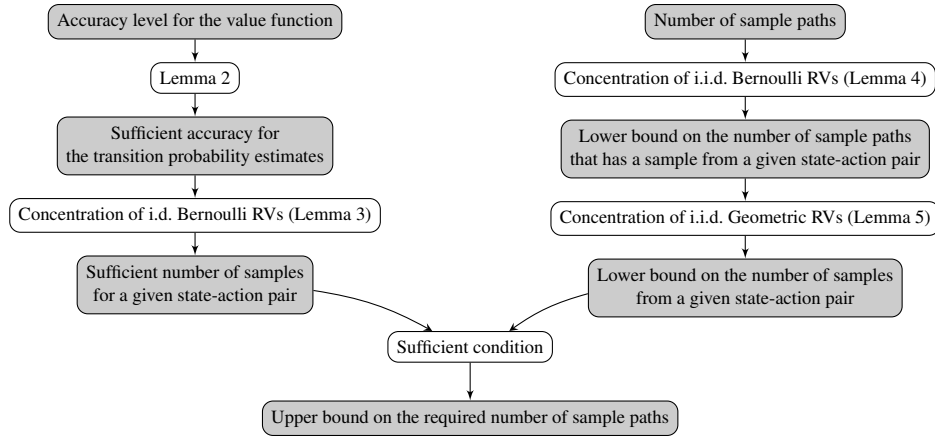 Accuracy level for the value function
Lemma 2
Sufficient accuracy for
the transition probability estimates
Concentration of i.d. Bernoulli RVs (Lemma 3)
Sufficient number of samples
for a given state-action pair
Number of sample paths
Concentration of i.i.d. Bernoulli RVs (Lemma 4)
Lower bound on the number of sample paths
that has a sample from a given state-action pair
Concentration of i.i.d. Geometric RVs (Lemma 5)
Lower bound on the number of samples
from a given state-action pair
Sufficient condition
Upper bound on the required number of sample paths